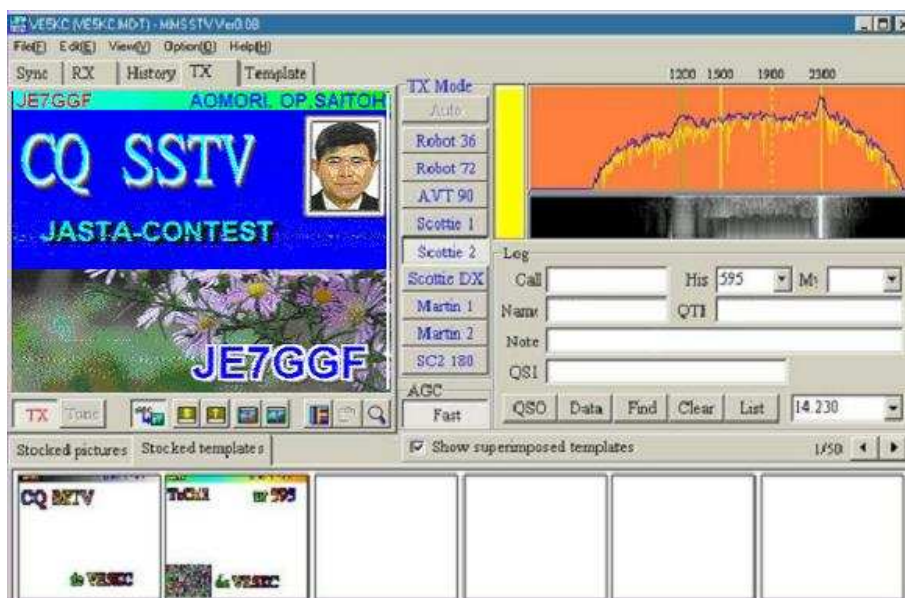 VE5KC (VE5KC.MDT) - MMSSTV Ver0.08
File(F) Edit(E) View(V) Option(O) Help(H)
Sync RX History TX Template
1200 1500 1900 2300
JE7GGF AOMORI. OP.SAITOH
CQ SSTV
JASTA-CONTEST
JE7GGF
TX Mode
Auto
Robot 36
Robot 72
AVT 90
Scottie 1
Scottie 2
Scottie DX
Martin 1
Martin 2
SC2 180
AGC
Fast
Log
Call His 595 My
Name QTH
Note
QSL
QSO Data Find Clear List 14.230
TX Tune
Stocked pictures Stocked templates
Show superimposed templates 1/50
CQ SSTV
de VE5KC
ur 595
de VE5KC